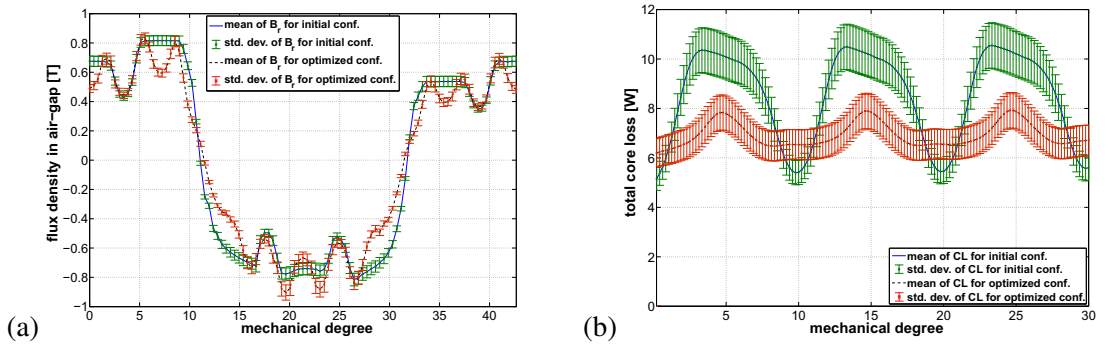 mean of B_r for initial conf.
std. dev. of B_r for initial conf.
mean of B_r for optimized conf.
std. dev. of B_r for optimized conf.
flux density in air−gap [T]
1
0.8
0.6
0.4
0.2
0
−0.2
−0.4
−0.6
−0.8
−1
0 5 10 15 20 25 30 35 40
mechanical degree
(a)
total core loss [W]
12
10
8
6
4
2
0
mean of CL for initial conf.
std. dev. of CL for initial conf.
mean of CL for optimized conf.
std. dev. of CL for optimized conf.
5 10 15 20 25 30
mechanical degree
(b)